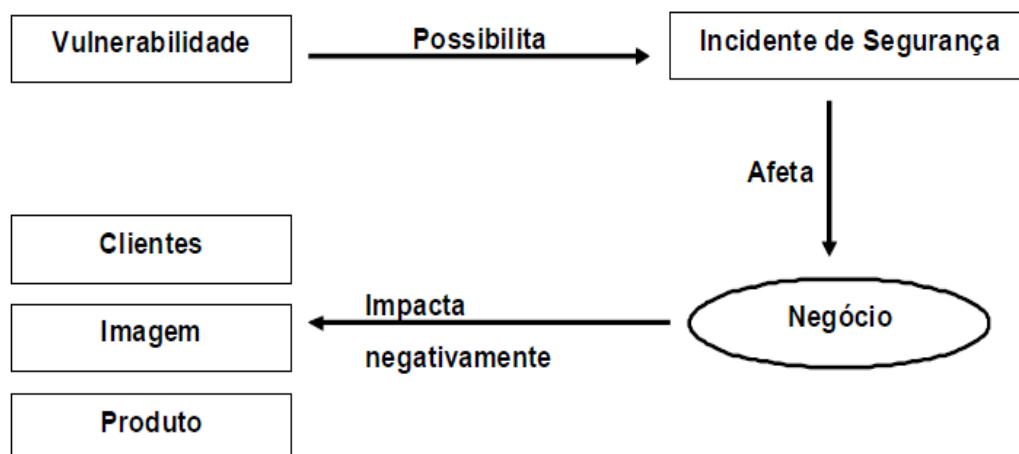 Vulnerabilidade
Possibilita
Incidente de Segurança
Afeta
Clientes
Imagem
Produto
Impacta
negativamente
Negócio